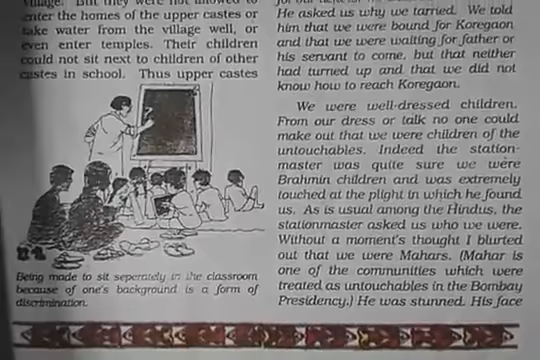 village. But they were not allowed to
enter the homes of the upper castes or
take water from the village well, or
even enter temples. Their children
could not sit next to children of other
castes in school. Thus upper castes
Being made to sit seperately in the classroom
because of one's background is a form of
discrimination.
He asked us why we tarried. We told
him that we were bound for Koregaon
and that we were waiting for father or
his servant to come, but that neither
had turned up and that we did not
know how to reach Koregaon.
We were well-dressed children.
From our dress or talk no one could
make out that we were children of the
untouchables. Indeed the station-
master was quite sure we were
Brahmin children and was extremely
touched at the plight in which he found
us. As is usual among the Hindus, the
stationmaster asked us who we were.
Without a moment's thought I blurted
out that we were Mahars. (Mahar is
one of the communities which were
treated as untouchables in the Bombay
Presidency.) He was stunned. His face